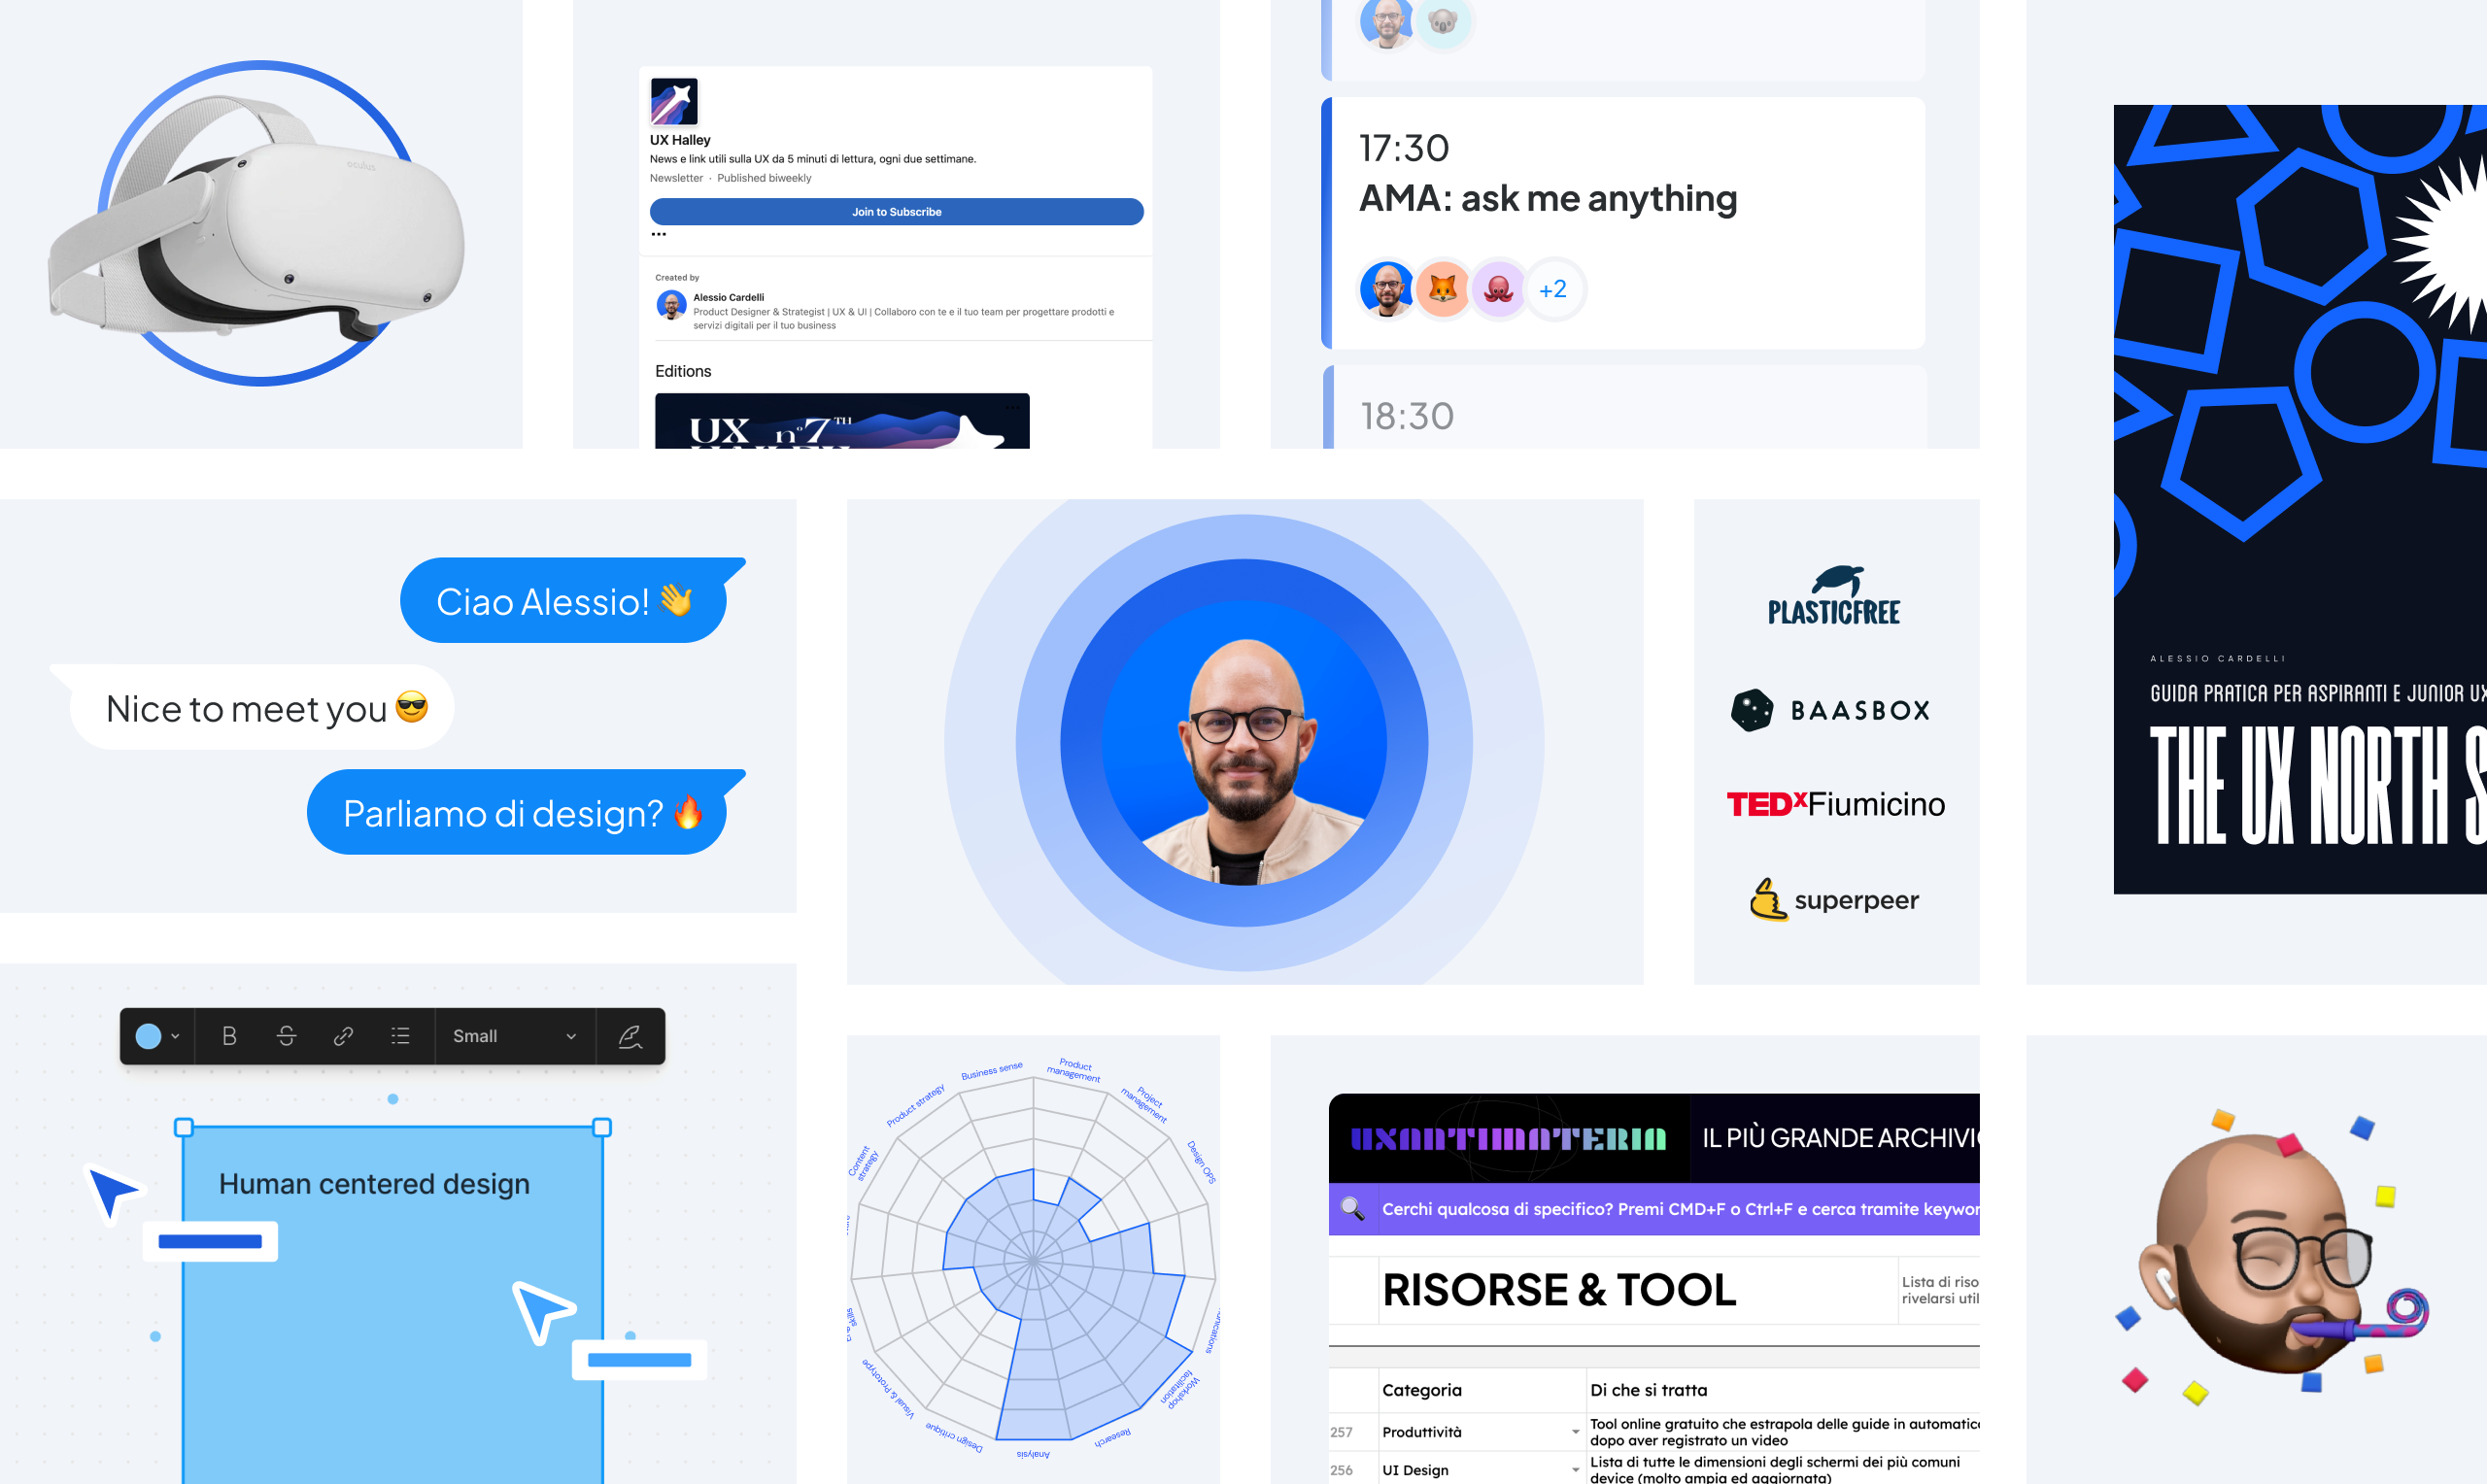 oculus
UX Halley
News e link utili sulla UX da 5 minuti di lettura, ogni due settimane.
Newsletter · Published biweekly
Join to Subscribe
...
Created by
Alessio Cardelli
Product Designer & Strategist | UX & UI | Collaboro con te e il tuo team per progettare prodotti e
servizi digitali per il tuo business
Editions
UX n°7TH
17:30
AMA: ask me anything
+2
18:30
ALESSIO CARDELLI
GUIDA PRATICA PER ASPIRANTI E JUNIOR UX
THE UX NORTH S
Ciao Alessio! 👋
Nice to meet you 😎
Parliamo di design? 🔥
PLASTICFREE
BAASBOX
TEDxFiumicino
superpeer
B
Small
Human centered design
Business sense
Product
management
Project
management
Design OPS
Workshop
facilitation
Research
Analysis
Design critique
Visual & Prototype
Content
strategy
Product strategy
UXANTIMATERIA
IL PIÙ GRANDE ARCHIVI
Cerchi qualcosa di specifico? Premi CMD+F o Ctrl+F e cerca tramite keywor
RISORSE & TOOL
Lista di riso
rivelarsi util
Categoria
Di che si tratta
257
Produttività
Tool online gratuito che estrapola delle guide in automatic
dopo aver registrato un video
256
UI Design
Lista di tutte le dimensioni degli schermi dei più comuni
device (molto ampia ed aggiornata)